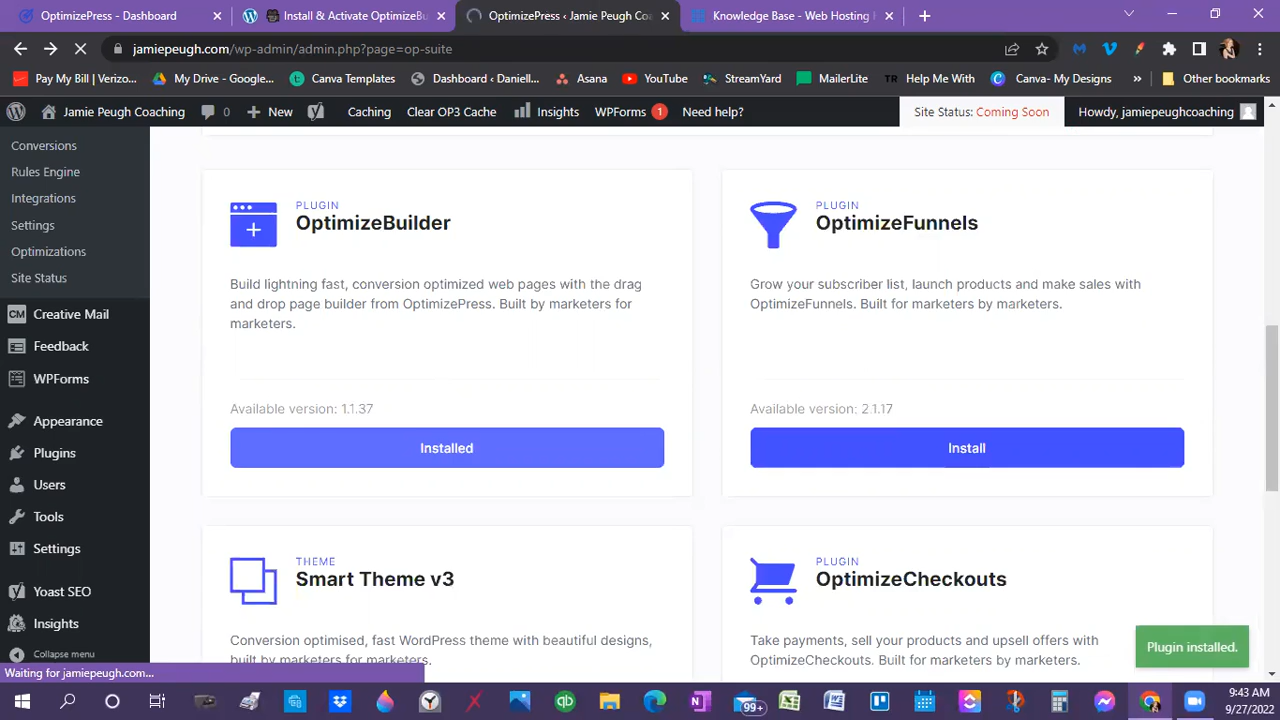 OptimizePress - Dashboard
Install & Activate OptimizeBu
OptimizePress ‹ Jamie Peugh Coa
Knowledge Base - Web Hosting H
jamiepeugh.com/wp-admin/admin.php?page=op-suite
Pay My Bill | Verizo...
My Drive - Google...
Canva Templates
Dashboard ‹ Daniell...
Asana
YouTube
StreamYard
MailerLite
TR Help Me With
Canva- My Designs
»
Other bookmarks
Jamie Peugh Coaching
0
New
Caching
Clear OP3 Cache
Insights
WPForms 1
Need help?
Site Status: Coming Soon
Howdy, jamiepeughcoaching
Conversions
Rules Engine
Integrations
Settings
Optimizations
Site Status
CM Creative Mail
Feedback
WPForms
Appearance
Plugins
Users
Tools
Settings
Yoast SEO
Insights
Collapse menu
PLUGIN
OptimizeBuilder
Build lightning fast, conversion optimized web pages with the drag
and drop page builder from OptimizePress. Built by marketers for
marketers.
Available version: 1.1.37
Installed
PLUGIN
OptimizeFunnels
Grow your subscriber list, launch products and make sales with
OptimizeFunnels. Built for marketers by marketers.
Available version: 2.1.17
Install
THEME
Smart Theme v3
Conversion optimised, fast WordPress theme with beautiful designs,
built by marketers for marketers.
PLUGIN
OptimizeCheckouts
Take payments, sell your products and upsell offers with
OptimizeCheckouts. Built for marketers by marketers.
Plugin installed.
Waiting for jamiepeugh.com...
99+
9:43 AM
9/27/2022